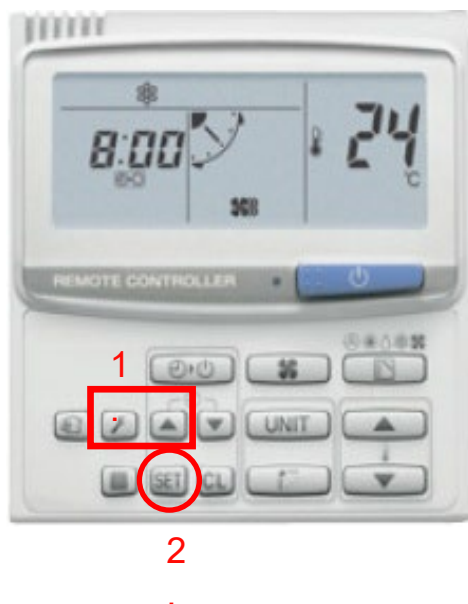 8:00
24
°C
REMOTE CONTROLLER
1
UNIT
SET
CL
2